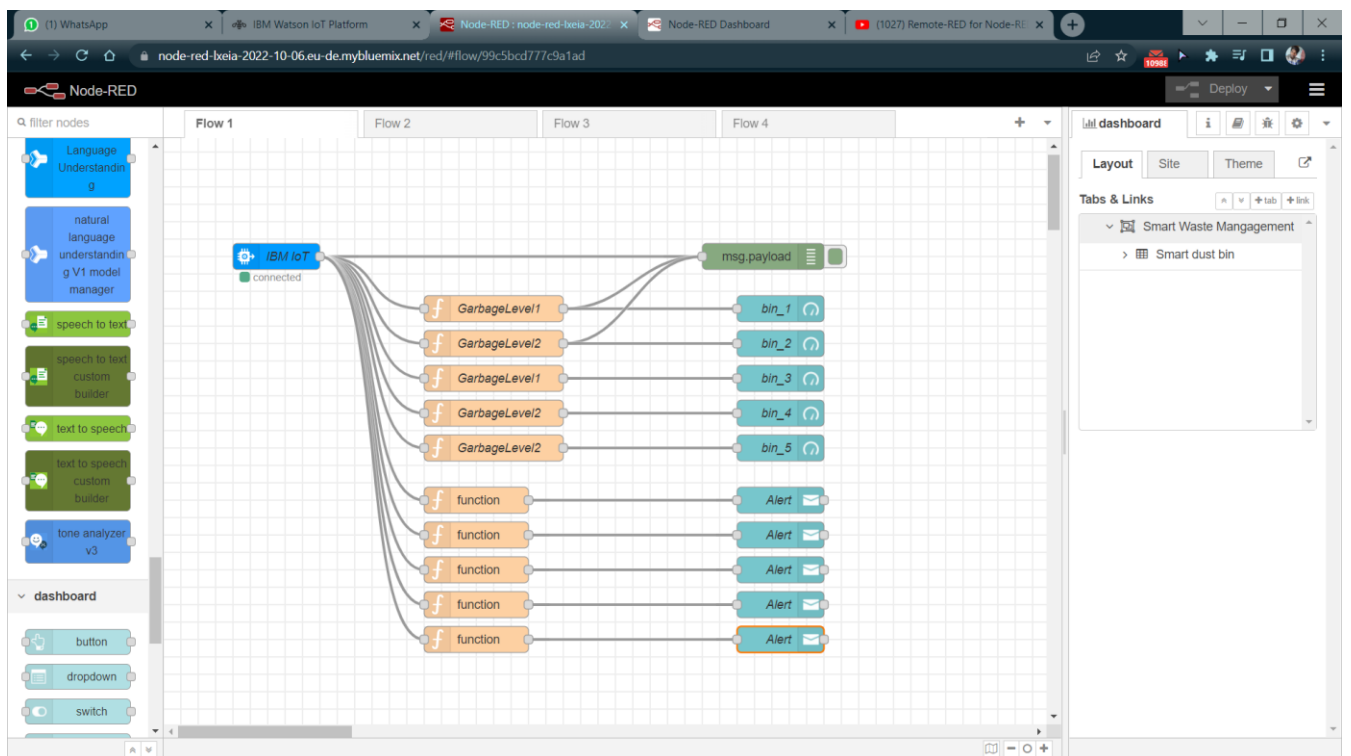 (1) WhatsApp
IBM Watson IoT Platform
Node-RED : node-red-lxeia-2022
Node-RED Dashboard
(1027) Remote-RED for Node-RE
node-red-lxeia-2022-10-06.eu-de.mybluemix.net/red/#flow/99c5bcd777c9a1ad
10988
Node-RED
Deploy
filter nodes
Flow 1
Flow 2
Flow 3
Flow 4
dashboard
i
Language
Understandin
g
natural
language
understandin
g V1 model
manager
speech to text
speech to text
custom
builder
text to speech
text to speech
custom
builder
tone analyzer
v3
dashboard
button
dropdown
switch
IBM IoT
connected
msg.payload
GarbageLevel1
bin_1
GarbageLevel2
bin_2
GarbageLevel1
bin_3
GarbageLevel2
bin_4
GarbageLevel2
bin_5
function
Alert
function
Alert
function
Alert
function
Alert
function
Alert
Layout
Site
Theme
Tabs & Links
+tab
+link
Smart Waste Mangagement
Smart dust bin